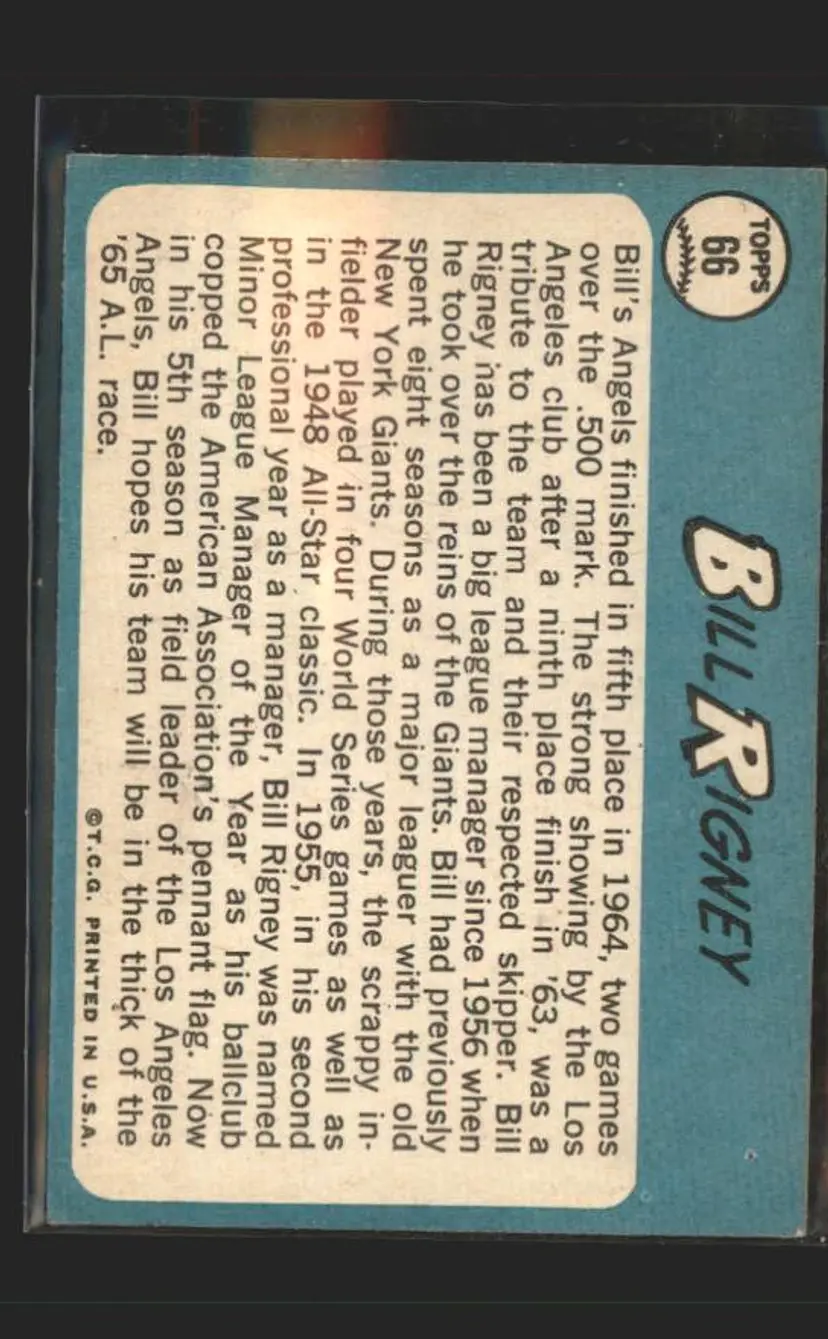 TOPPS
66
BILL RIGNEY
Bill's Angels finished in fifth place in 1964, two games
over the .500 mark. The strong showing by the Los
Angeles club after a ninth place finish in '63, was a
tribute to the team and their respected skipper. Bill
Rigney has been a big league manager since 1956 when
he took over the reins of the Giants. Bill had previously
spent eight seasons as a major leaguer with the old
New York Giants. During those years, the scrappy in-
fielder played in four World Series games as well as
in the 1948 All-Star classic. In 1955, in his second
professional year as a manager, Bill Rigney was named
Minor League Manager of the Year as his ballclub
copped the American Association's pennant flag. Now
in his 5th season as field leader of the Los Angeles
Angels, Bill hopes his team will be in the thick of the
'65 A.L. race.
©T.C.G. PRINTED IN U.S.A.